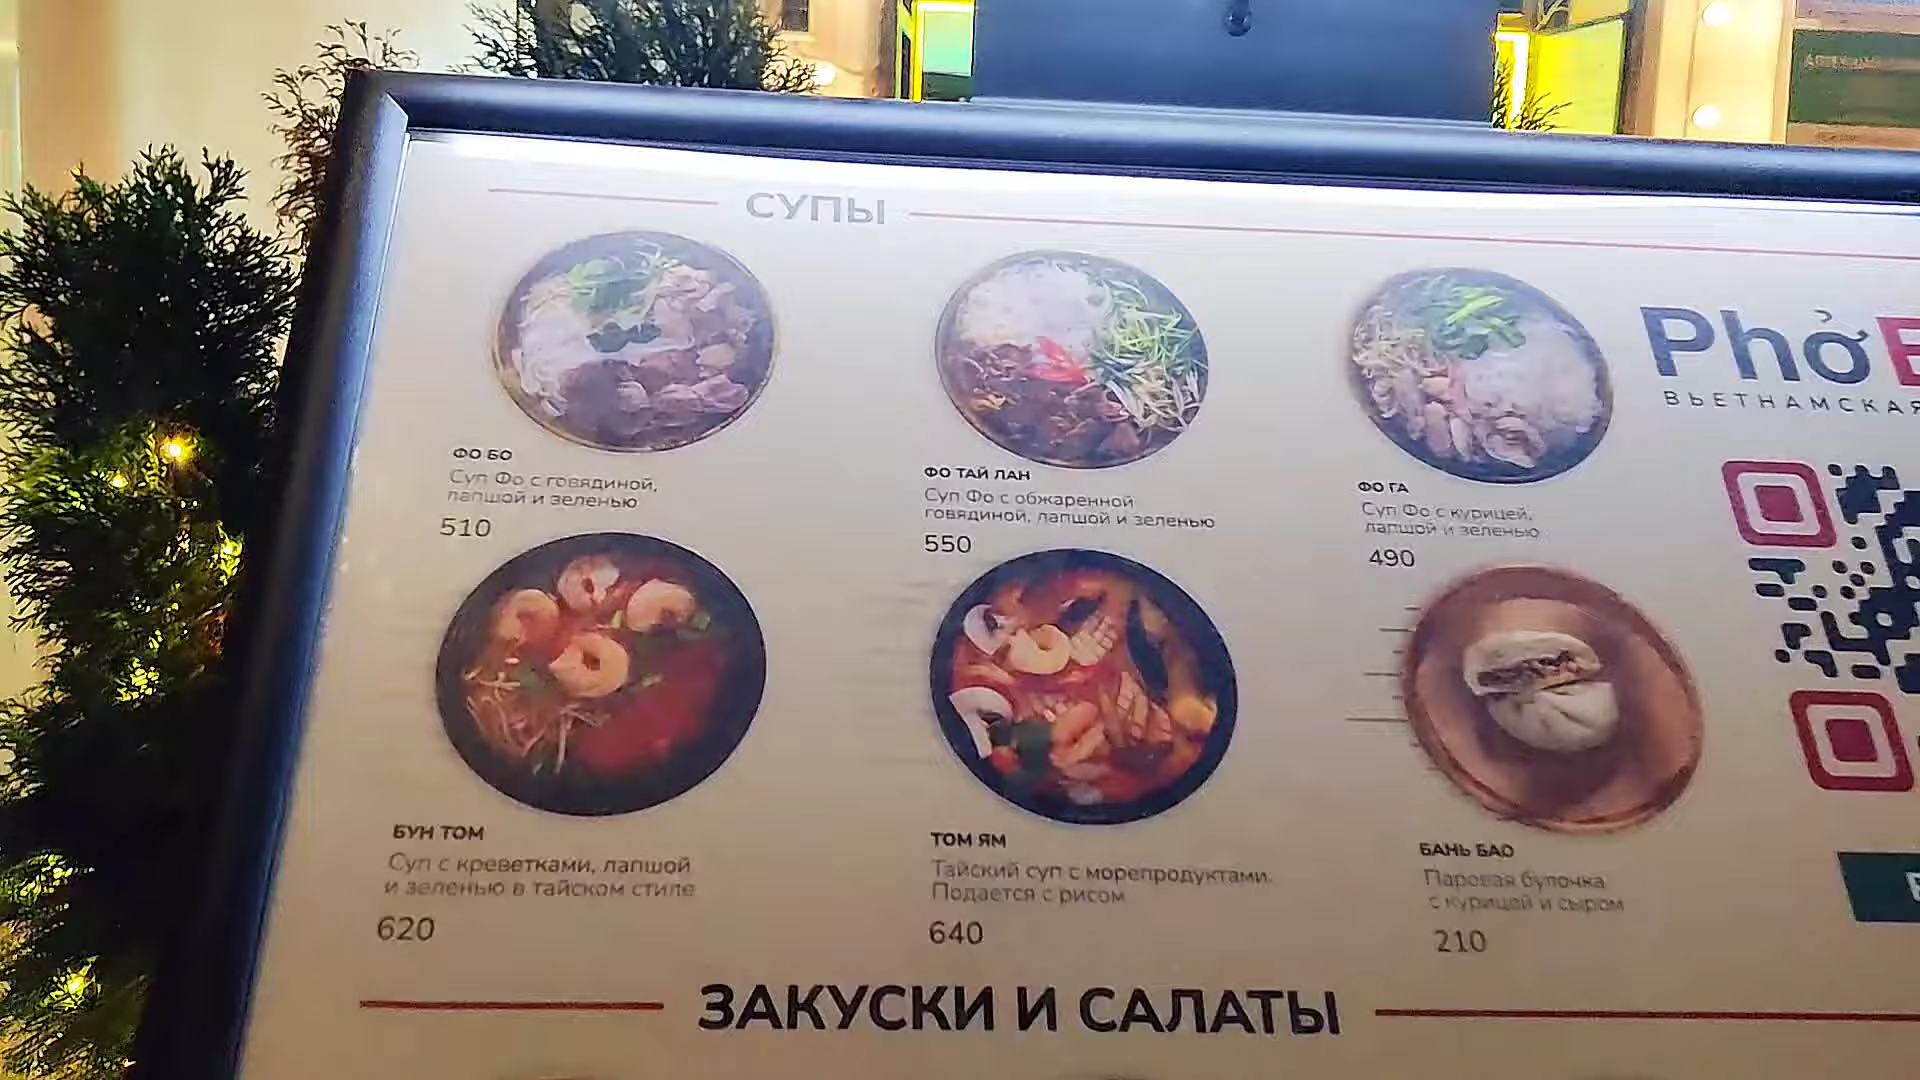 СУПЫ
ФО БО
Суп Фо с говядиной,
лапшой и зеленью
510
ФО ТАЙ ЛАН
Суп Фо с обжаренной
говядиной, лапшой и зеленью
550
ФО ГА
Суп Фо с курицей,
лапшой и зеленью
490
Phở
ВЬЕТНАМСКАЯ
БУН ТОМ
Суп с креветками, лапшой
и зеленью в тайском стиле
620
ТОМ ЯМ
Тайский суп с морепродуктами.
Подается с рисом
640
БАНЬ БАО
Паровая булочка
с курицей и сыром
210
ЗАКУСКИ И САЛАТЫ